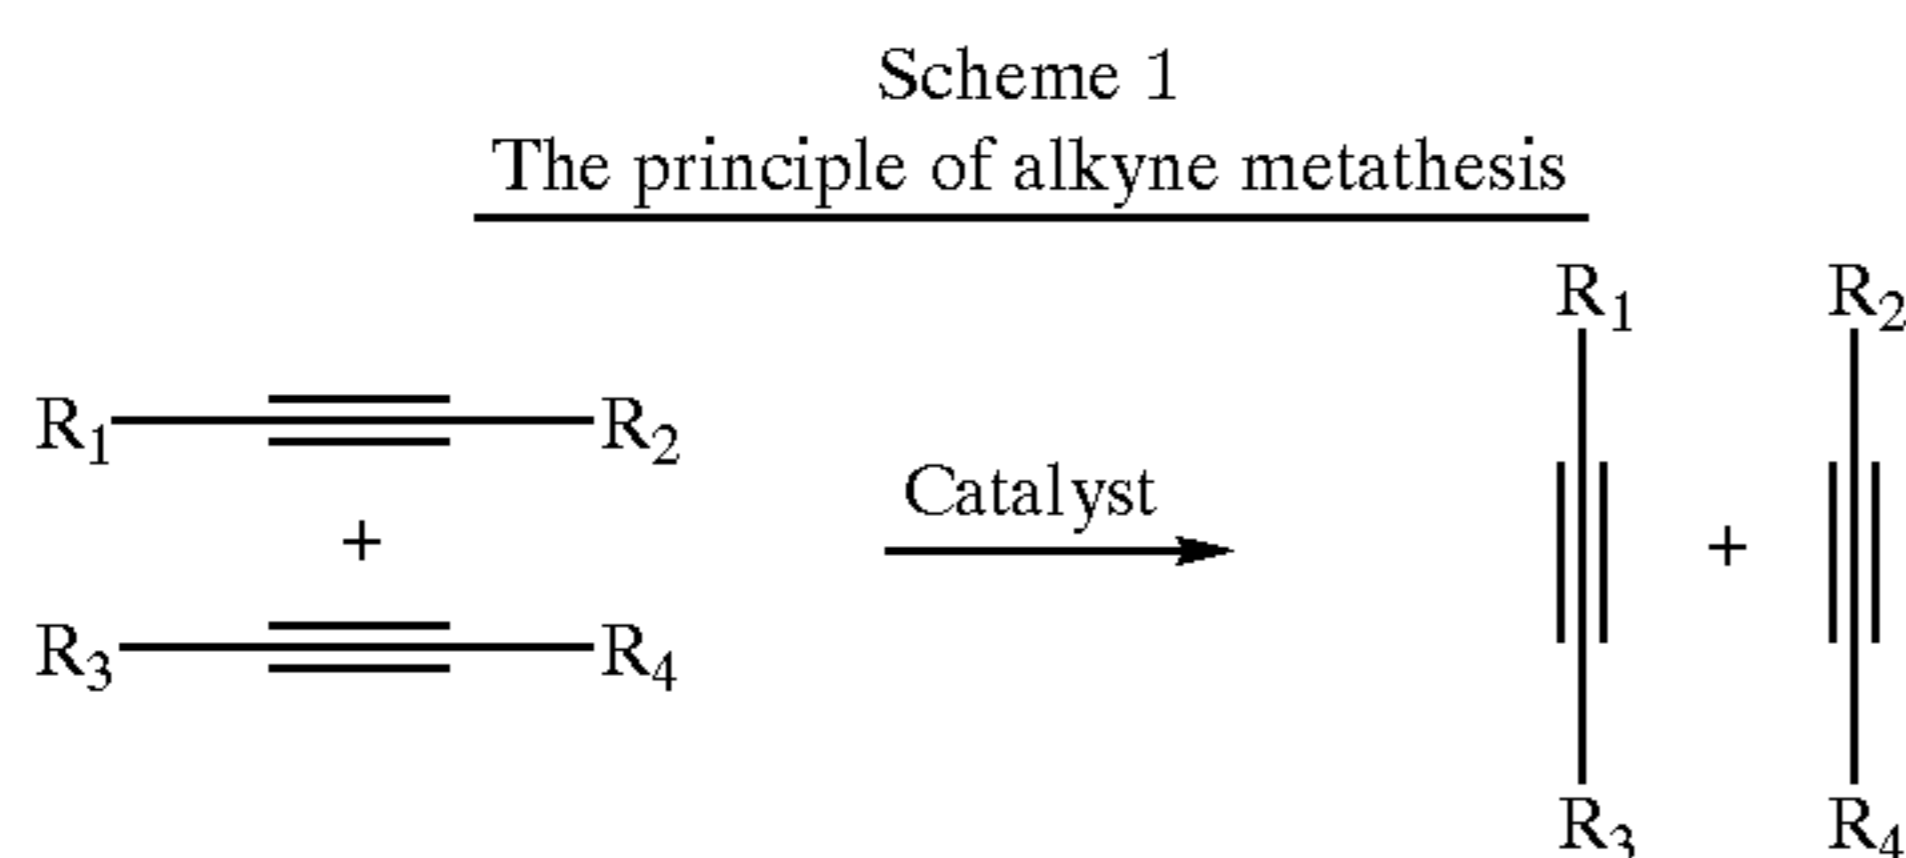 Scheme 1
The principle of alkyne metathesis
R₁ R₂
R₁ R₂
Catalyst
+ +
R₃ R₄
R₃ R₄